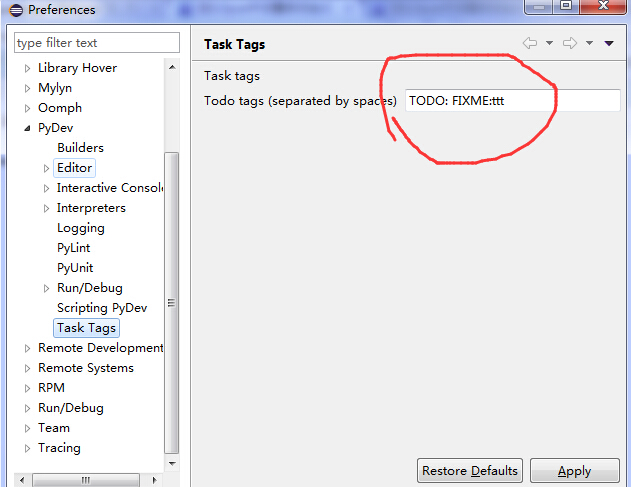 Preferences
type filter text
Library Hover
Mylyn
Oomph
PyDev
Builders
Editor
Interactive Console
Interpreters
Logging
PyLint
PyUnit
Run/Debug
Scripting PyDev
Task Tags
Remote Development
Remote Systems
RPM
Run/Debug
Team
Tracing
Task Tags
Task tags
Todo tags (separated by spaces) TODO: FIXME:ttt
Restore Defaults
Apply